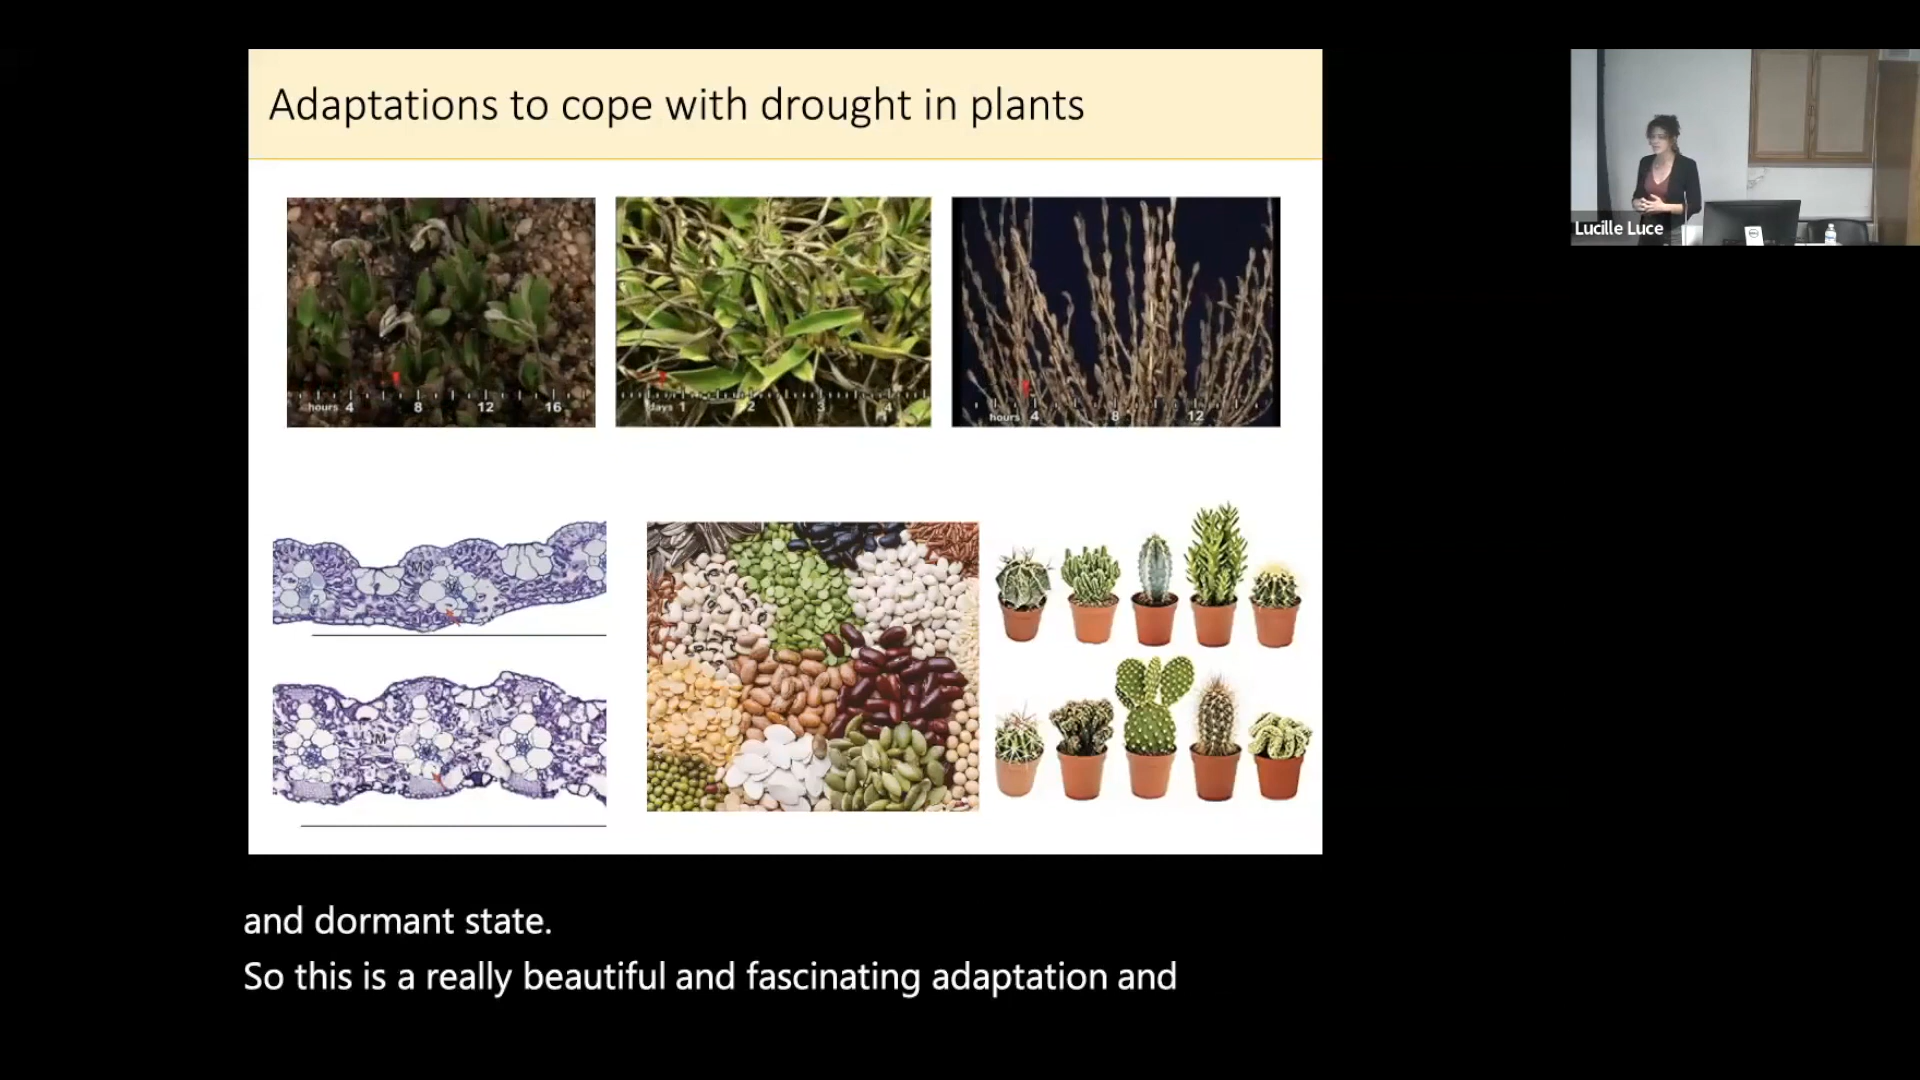 Adaptations to cope with drought in plants
Lucille Luce
hours 4 8 12 16
days 1 2 3 4
hours 4 8 12
M
M
and dormant state.
So this is a really beautiful and fascinating adaptation and